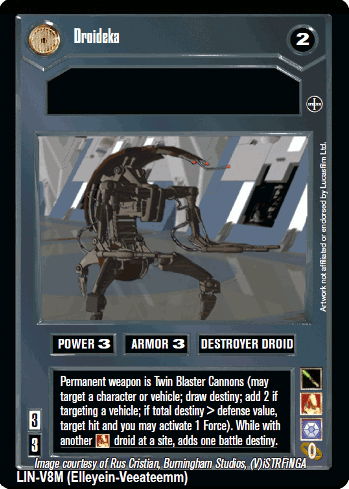 Droideka
2
Artwork not affiliated or endorsed by Lucasfilm Ltd.
POWER 3
ARMOR 3
DESTROYER DROID
Permanent weapon is Twin Blaster Cannons (may
target a character or vehicle; draw destiny; add 2 if
targeting a vehicle; if total destiny > defense value,
target hit and you may activate 1 Force). While with
another droid at a site, adds one battle destiny.
3
3
Image courtesy of Rus Cristian, Burningham Studios, (V)iSTRFiNGA
LIN-V8M (Elleyein-Veeateemm)